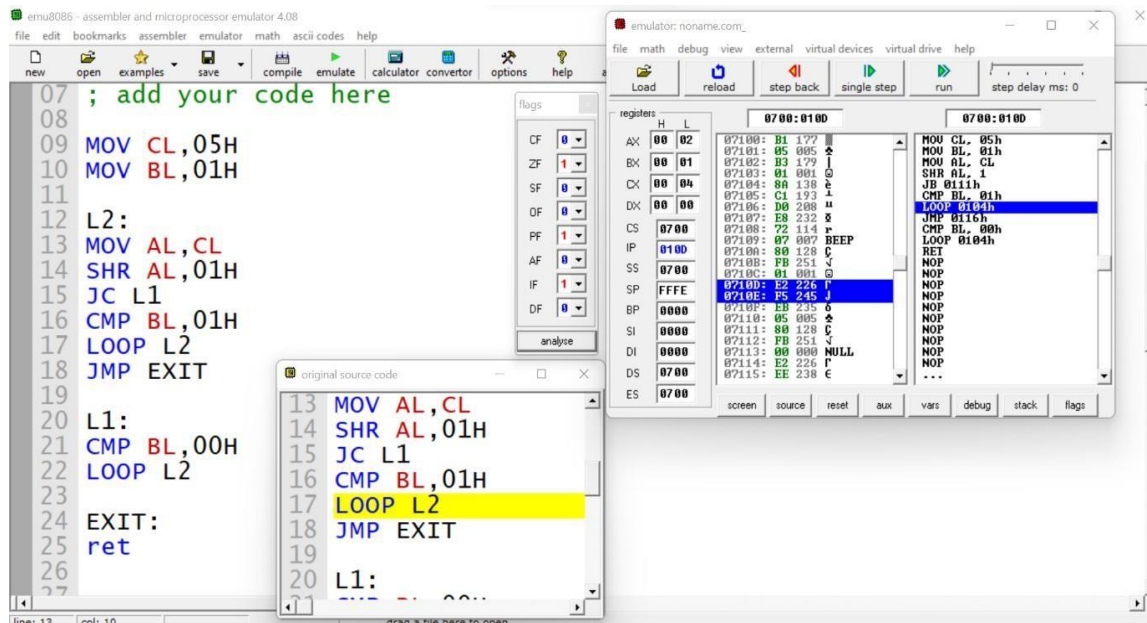 emu8086 - assembler and microprocessor emulator 4.08
file edit bookmarks assembler emulator math ascii codes help
new open examples save compile emulate calculator convertor options help
07 ; add your code here
08
09 MOV CL,05H
10 MOV BL,01H
11
12 L2:
13 MOV AL,CL
14 SHR AL,01H
15 JC L1
16 CMP BL,01H
17 LOOP L2
18 JMP EXIT
19
20 L1:
21 CMP BL,00H
22 LOOP L2
23
24 EXIT:
25 ret
26
27
line: 13 col: 10 drag a file here to open
flags
CF 0
ZF 1
SF 0
OF 0
PF 1
AF 0
IF 1
DF 0
analyse
original source code
13 MOV AL,CL
14 SHR AL,01H
15 JC L1
16 CMP BL,01H
17 LOOP L2
18 JMP EXIT
19
20 L1:
emulator: noname.com_
file math debug view external virtual devices virtual drive help
Load reload step back single step run step delay ms: 0
registers
H L
AX 00 02
BX 00 01
CX 00 04
DX 00 00
CS 0700
IP 010D
SS 0700
SP FFFE
BP 0000
SI 0000
DI 0000
DS 0700
ES 0700
0700:010D
07100: B1 177
07101: 05 005 ♣
07102: B3 179 |
07103: 01 001 ☺
07104: 8A 138 è
07105: C1 193 ┴
07106: D0 208 ╨
07107: E8 232
07108: 72 114 r
07109: 07 007 BEEP
0710A: 80 128 Ç
0710B: FB 251 √
0710C: 01 001 ☺
0710D: E2 226 Γ
0710E: F5 245 ⌡
0710F: EB 235 δ
07110: 05 005 ♣
07111: 80 128 Ç
07112: FB 251 √
07113: 00 000 NULL
07114: E2 226 Γ
07115: EE 238 ε
0700:010D
MOV CL, 05h
MOV BL, 01h
MOV AL, CL
SHR AL, 1
JB 0111h
CMP BL, 01h
LOOP 0104h
JMP 0116h
CMP BL, 00h
LOOP 0104h
RET
NOP
NOP
NOP
NOP
NOP
NOP
NOP
NOP
NOP
NOP
...
screen source reset aux vars debug stack flags